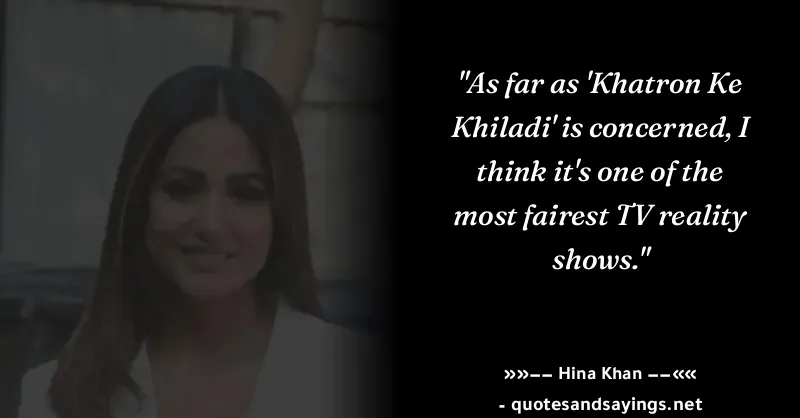 "As far as 'Khatron Ke
Khiladi' is concerned, I
think it's one of the
most fairest TV reality
shows."
»»―― Hina Khan ――««
- quotesandsayings.net